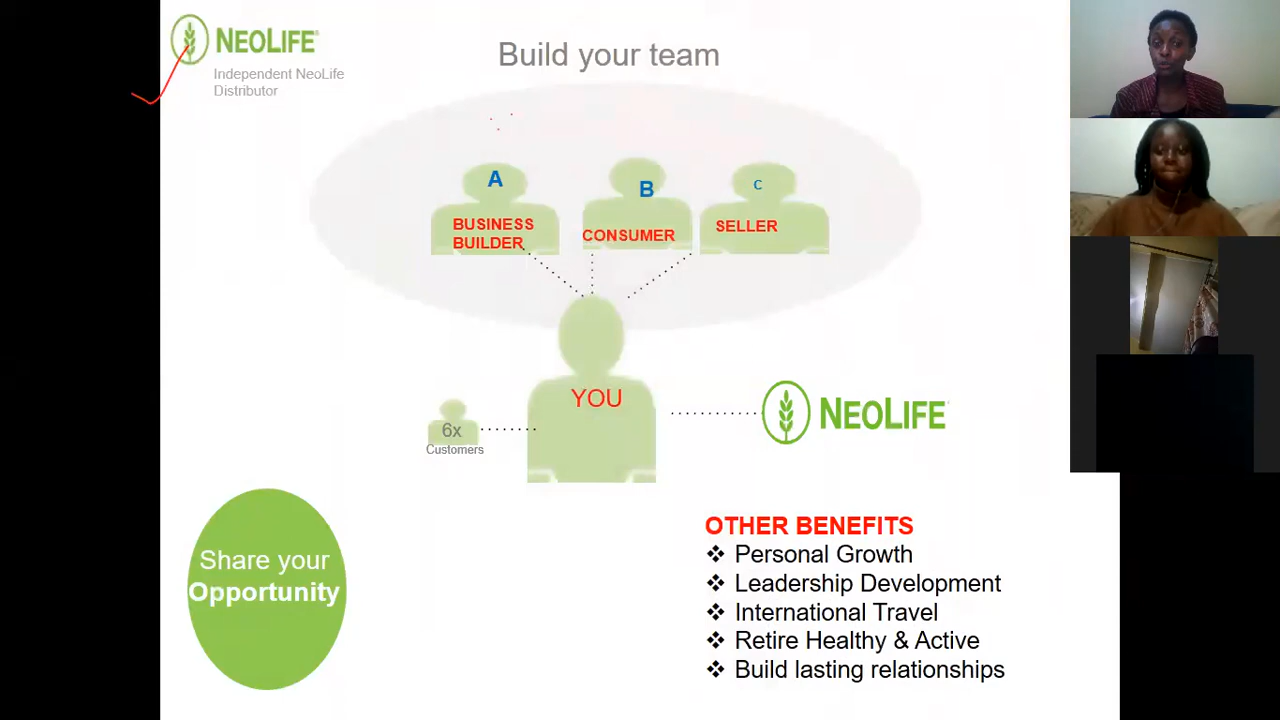 NEOLIFE
Independent NeoLife
Distributor
Build your team
A
B
C
BUSINESS
BUILDER
CONSUMER
SELLER
YOU
6x
Customers
NEOLIFE
Share your
Opportunity
OTHER BENEFITS
❖ Personal Growth
❖ Leadership Development
❖ International Travel
❖ Retire Healthy & Active
❖ Build lasting relationships